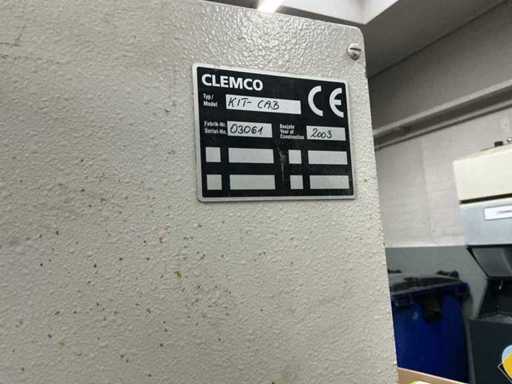 CLEMCO
Typ/ Model KIT-CAB
Fabrik-Nr. Serial-No. 03061 Baujahr Year of Construction 2003
CE